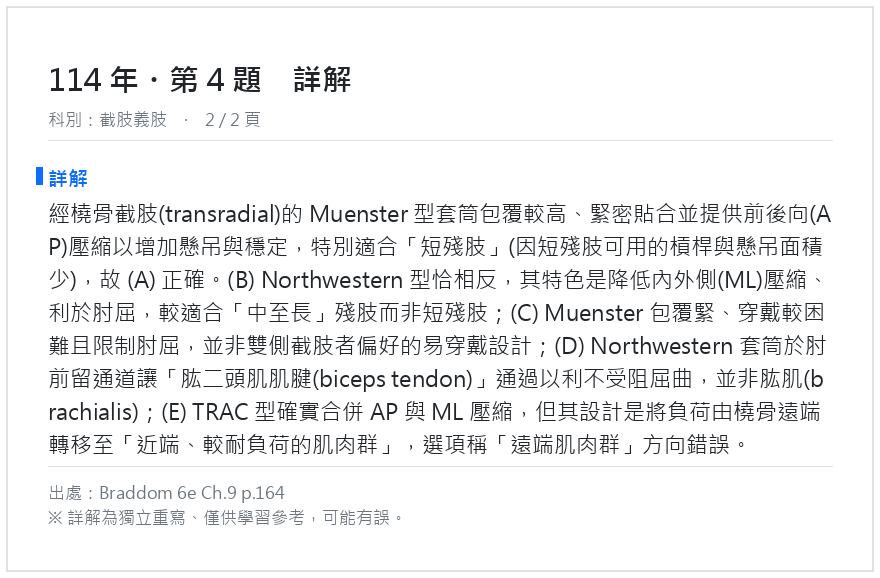 114 年・第 4 題　詳解
科別：截肢義肢　·　2 / 2 頁
詳解
經橈骨截肢(transradial)的 Muenster 型套筒包覆較高、緊密貼合並提供前後向(A
P)壓縮以增加懸吊與穩定，特別適合「短殘肢」(因短殘肢可用的槓桿與懸吊面積
少)，故 (A) 正確。(B) Northwestern 型恰相反，其特色是降低內外側(ML)壓縮、
利於肘屈，較適合「中至長」殘肢而非短殘肢；(C) Muenster 包覆緊、穿戴較困
難且限制肘屈，並非雙側截肢者偏好的易穿戴設計；(D) Northwestern 套筒於肘
前留通道讓「肱二頭肌肌腱(biceps tendon)」通過以利不受阻屈曲，並非肱肌(b
rachialis)；(E) TRAC 型確實合併 AP 與 ML 壓縮，但其設計是將負荷由橈骨遠端
轉移至「近端、較耐負荷的肌肉群」，選項稱「遠端肌肉群」方向錯誤。
出處：Braddom 6e Ch.9 p.164
※ 詳解為獨立重寫、僅供學習參考，可能有誤。